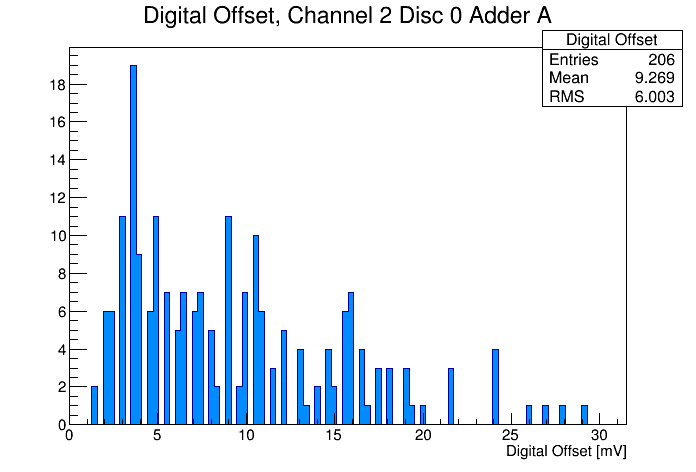 Digital Offset, Channel 2 Disc 0 Adder A
Digital Offset
Entries 206
Mean 9.269
RMS 6.003
18
16
14
12
10
8
6
4
2
0
0 5 10 15 20 25 30
Digital Offset [mV]